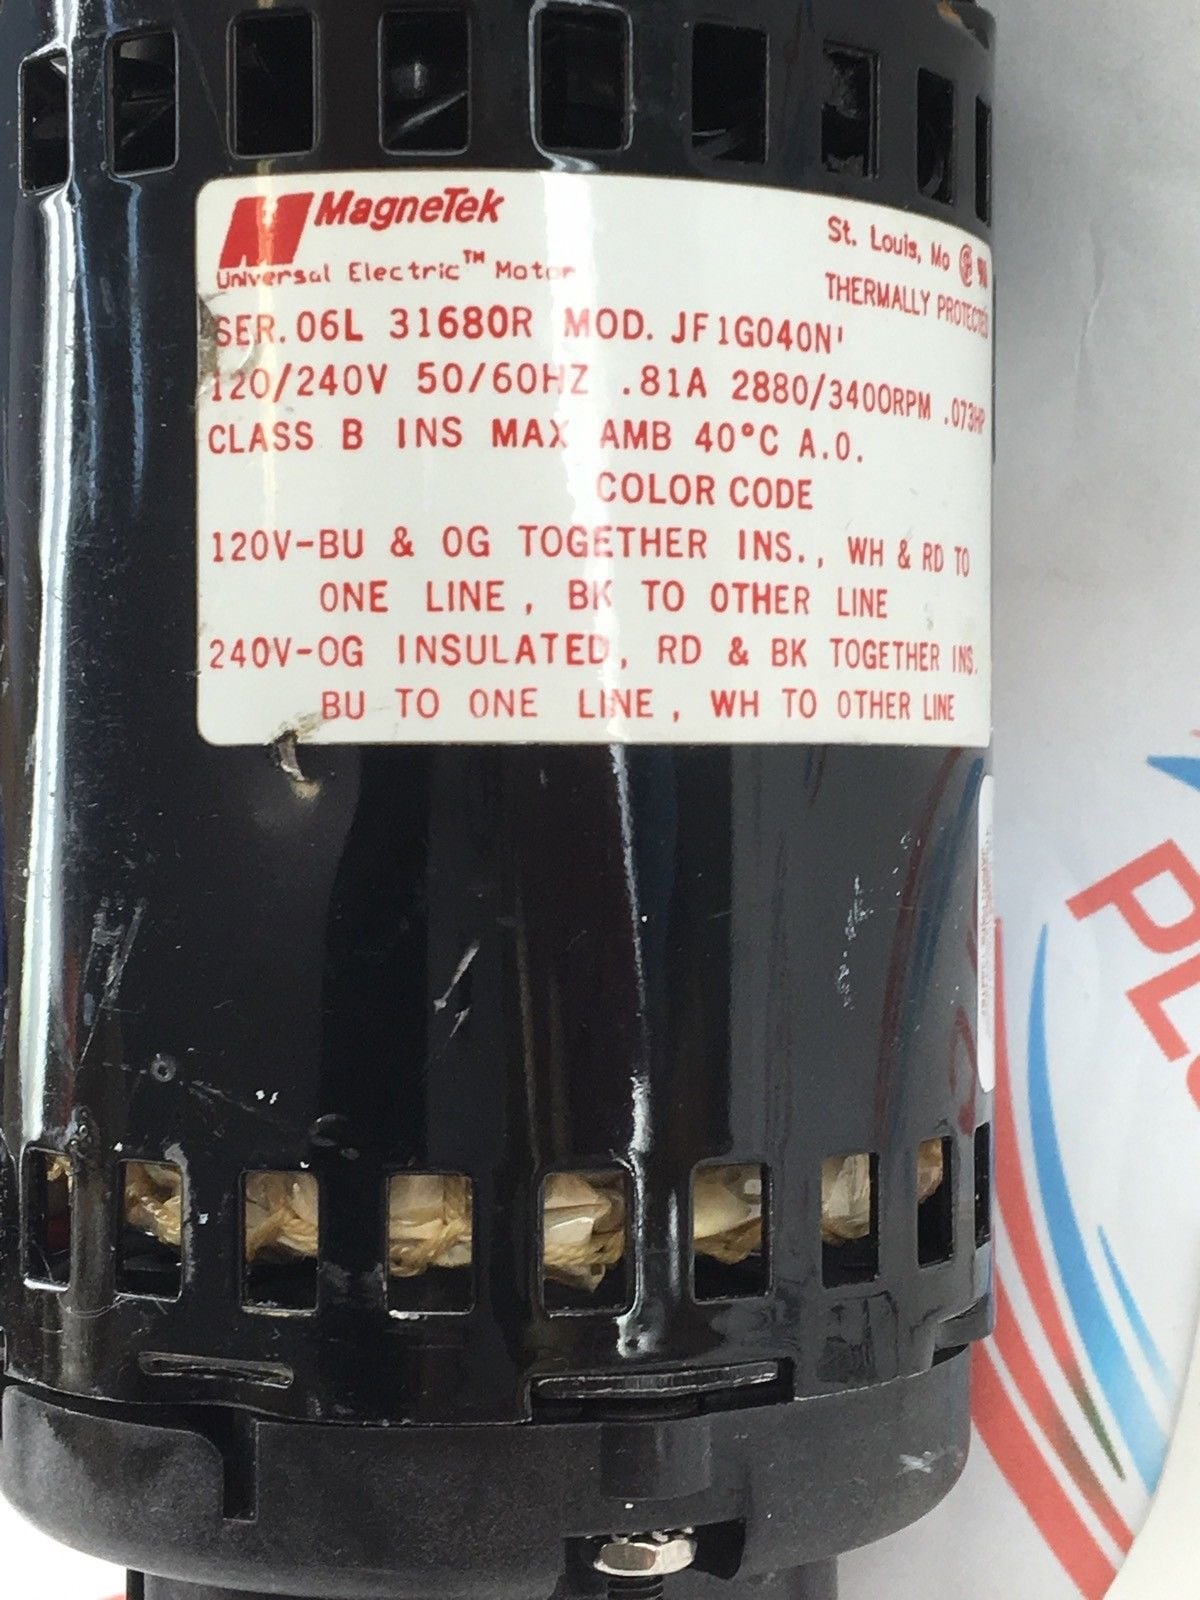 MagneTek
Universal Electric™ Motor
St. Louis, Mo
THERMALLY PROTECTED
SER. 06L 31680R MOD. JF1G040N'
120/240V 50/60HZ .81A 2880/3400RPM .073HP
CLASS B INS MAX AMB 40°C A.O.
COLOR CODE
120V-BU & OG TOGETHER INS., WH & RD TO
ONE LINE, BK TO OTHER LINE
240V-OG INSULATED, RD & BK TOGETHER INS.
BU TO ONE LINE, WH TO OTHER LINE